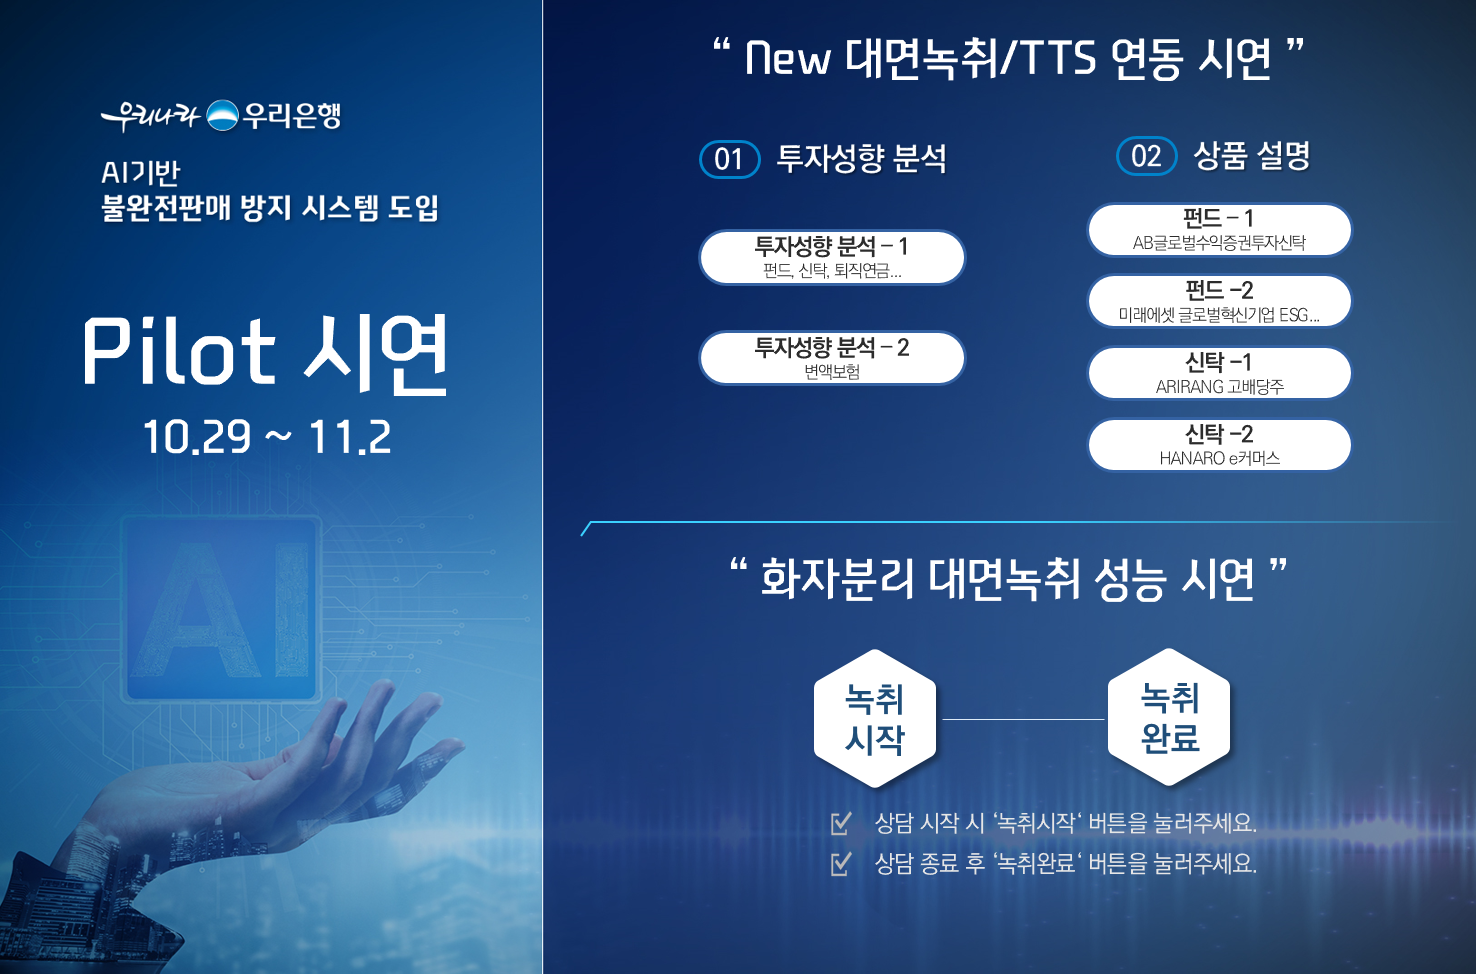 우리나라 우리은행
AI기반
불완전판매 방지 시스템 도입
Pilot 시연
10.29 ~ 11.2
AI
“ New 대면녹취/TTS 연동 시연 ”
01 투자성향 분석
투자성향 분석 – 1
펀드, 신탁, 퇴직연금...
투자성향 분석 – 2
변액보험
02 상품 설명
펀드 – 1
AB글로벌수익증권투자신탁
펀드 –2
미래에셋 글로벌혁신기업 ESG...
신탁 –1
ARIRANG 고배당주
신탁 –2
HANARO e커머스
“ 화자분리 대면녹취 성능 시연 ”
녹취
시작
녹취
완료
상담 시작 시 ‘녹취시작‘ 버튼을 눌러주세요.
상담 종료 후 ‘녹취완료‘ 버튼을 눌러주세요.